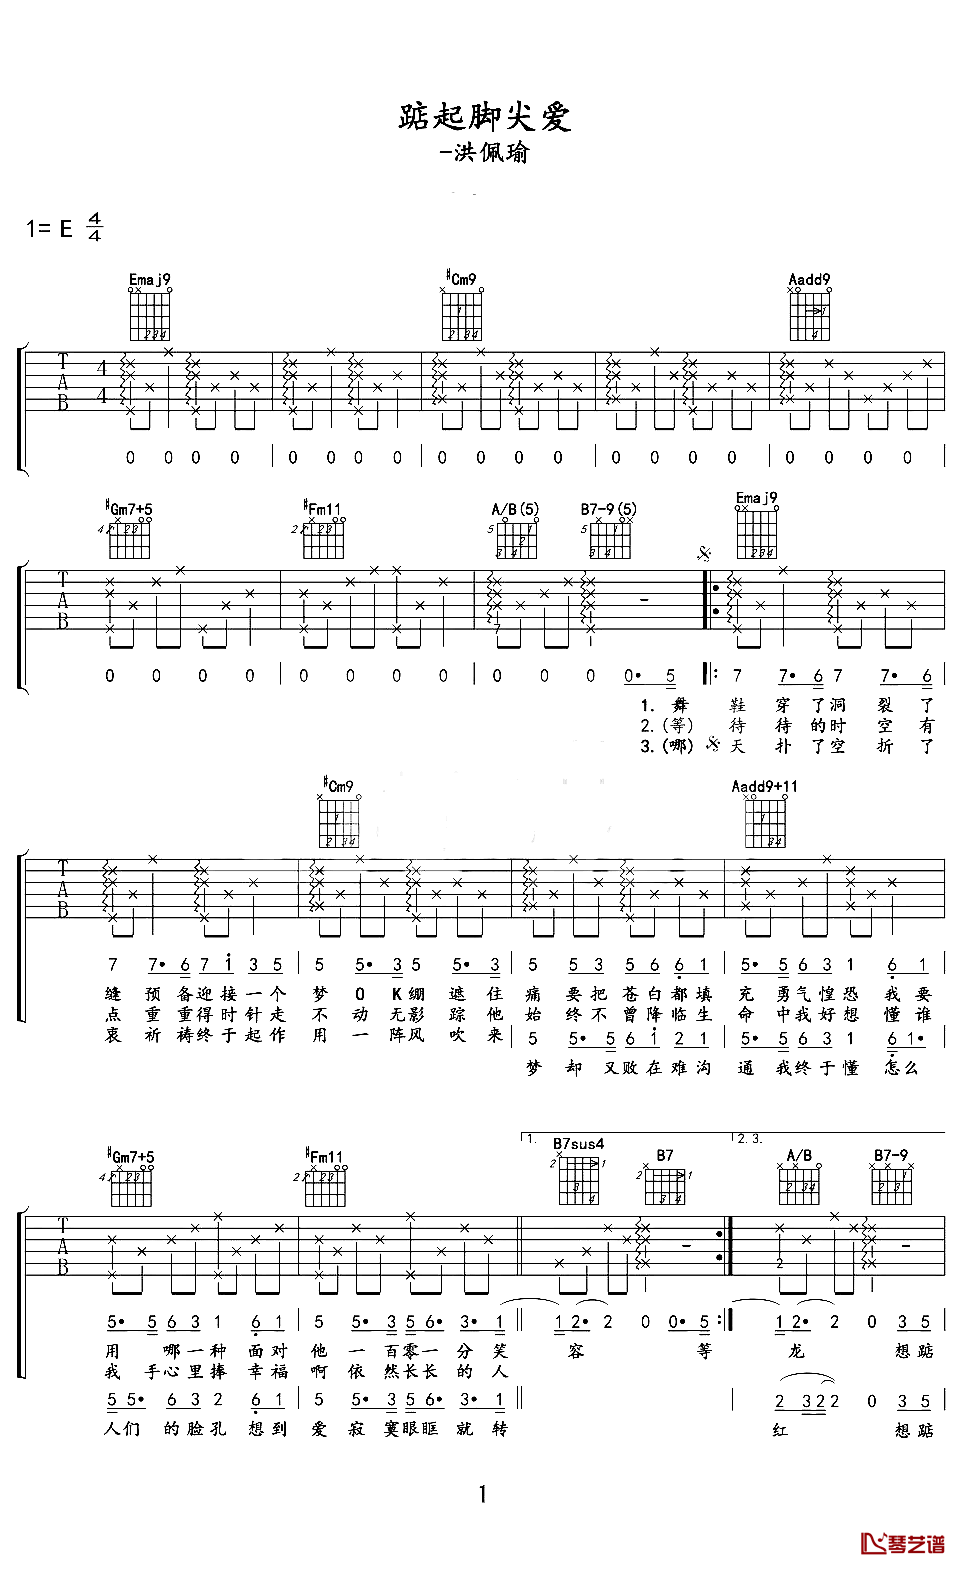 踮起脚尖爱
-洪佩瑜
1= E 4/4
Emaj9 #Cm9 Aadd9
T A B 4 4
0 0 0 0 0 0 0 0 0 0 0 0 0 0 0 0 0 0 0 0
#Gm7+5 #Fm11 A/B(5) B7-9(5) Emaj9
T A B 7
0 0 0 0 0 0 0 0 0 0 0 0• 5 7 7• 6 7 7• 6
1. 舞 鞋 穿 了洞 裂了
2.(等) 待 待的时 空有
3.(哪) 天 扑了空 折了
#Cm9 Aadd9+11
T A B
7 7• 6 7 1 3 5 5 5• 3 5 5• 3 5 5 3 6 6 1 5• 5 6 3 1 6 1
缝 预 备迎接一个 梦 O K绷 遮住 痛 要把苍白都填 充 勇气惶恐 我要
点 重 重得时针走 不 动无影 踪他 始 终不曾降临生 命 中我好想 懂谁
哀 祈 祷终于起作 用 一 阵风 吹来
5 5• 5 6 1 2 1 5• 5 6 3 1 6 1•
梦 却 又败在难沟 通 我终于懂 怎么
#Gm7+5 #Fm11 1. B7sus4 B7 2.3. A/B B7-9
T A B 2
5• 5 6 3 1 6 1 5• 5 3 5 6• 3• 1 1 2• 2 0 0• 5 1 2• 2 0 3 5
用 哪一种 面对 他 一百零一分笑 容 等 龙 想踮
我 手心里捧 幸福 啊 依 然长长的人
5 5• 6 3 2 6 1 5• 5 3 5 6 3• 1 2 3 2 2 0 3 5
人们 的脸孔 想到 爱 寂寞眼眶就转 红 想踮
1
琴艺谱